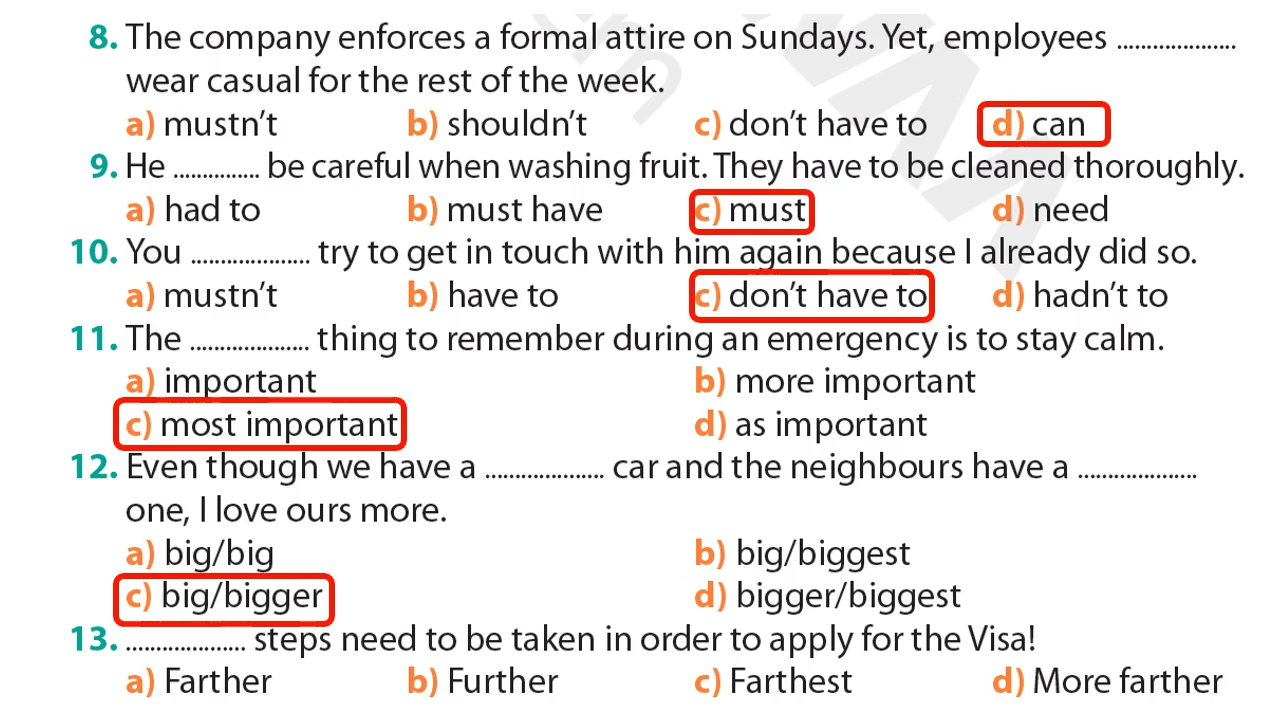 8. The company enforces a formal attire on Sundays. Yet, employees .....................
wear casual for the rest of the week.
a) mustn't b) shouldn't c) don't have to d) can
9. He ............... be careful when washing fruit. They have to be cleaned thoroughly.
a) had to b) must have c) must d) need
10. You ..................... try to get in touch with him again because I already did so.
a) mustn't b) have to c) don't have to d) hadn't to
11. The ..................... thing to remember during an emergency is to stay calm.
a) important b) more important
c) most important d) as important
12. Even though we have a ..................... car and the neighbours have a .....................
one, I love ours more.
a) big/big b) big/biggest
c) big/bigger d) bigger/biggest
13. ..................... steps need to be taken in order to apply for the Visa!
a) Farther b) Further c) Farthest d) More farther